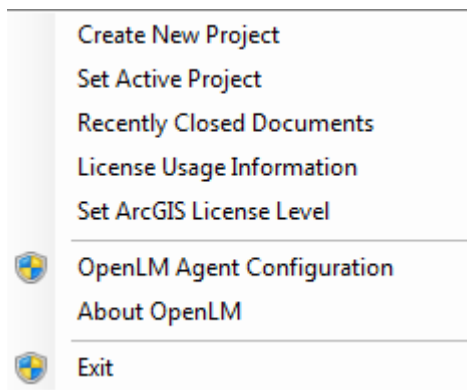 Create New Project
Set Active Project
Recently Closed Documents
License Usage Information
Set ArcGIS License Level
OpenLM Agent Configuration
About OpenLM
Exit